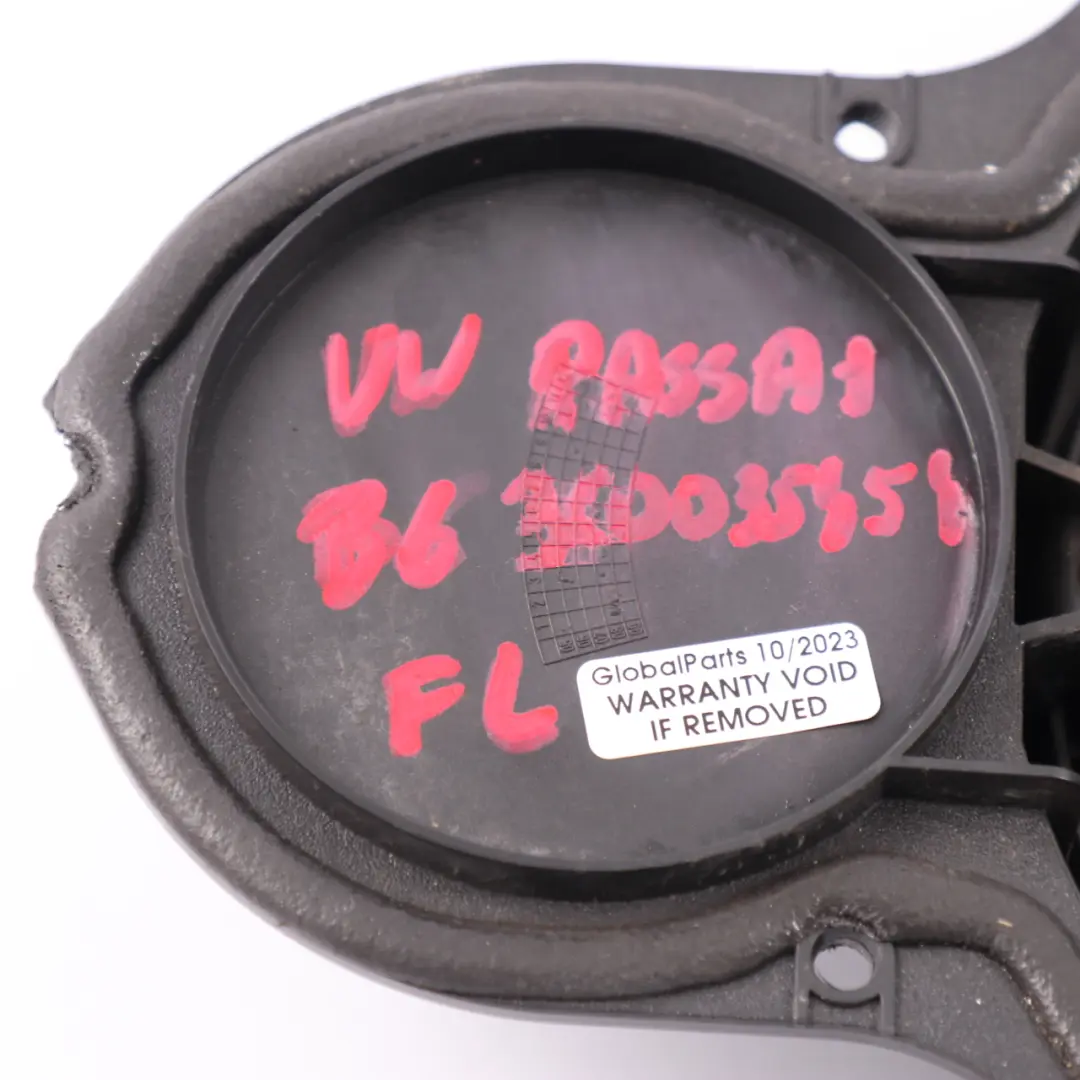 VW PASSAT
B6
FL
GlobalParts 10/2023
WARRANTY VOID
IF REMOVED